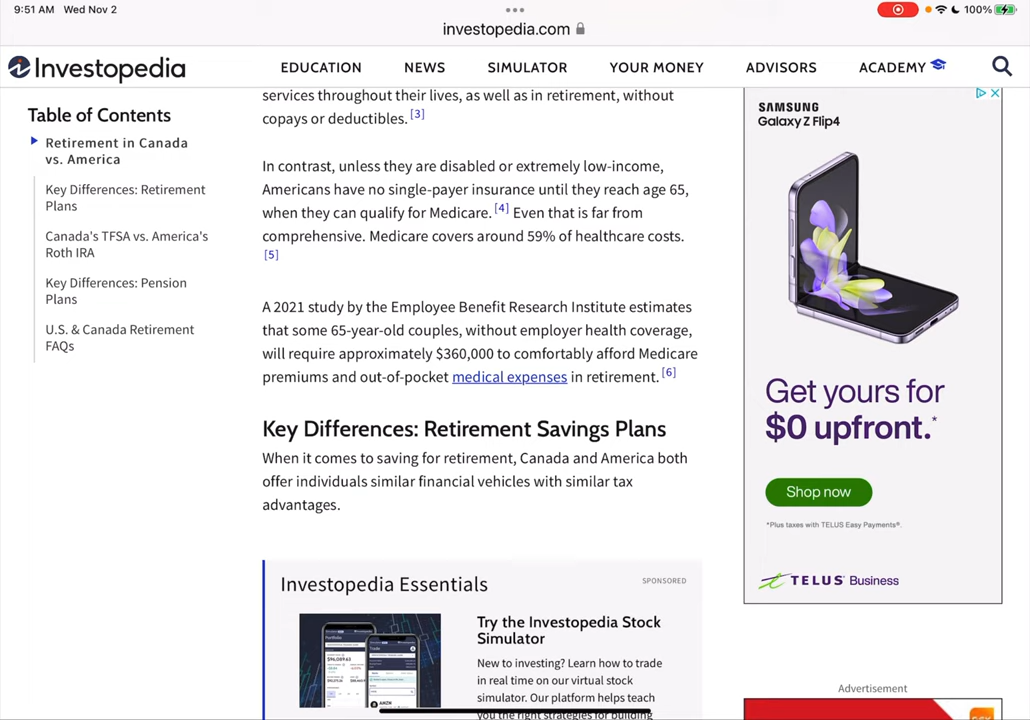 9:51 AM Wed Nov 2
100%
investopedia.com
Investopedia
EDUCATION
NEWS
SIMULATOR
YOUR MONEY
ADVISORS
ACADEMY
Table of Contents
Retirement in Canada
vs. America
Key Differences: Retirement
Plans
Canada's TFSA vs. America's
Roth IRA
Key Differences: Pension
Plans
U.S. & Canada Retirement
FAQs
services throughout their lives, as well as in retirement, without
copays or deductibles. [3]
In contrast, unless they are disabled or extremely low-income,
Americans have no single-payer insurance until they reach age 65,
when they can qualify for Medicare. [4] Even that is far from
comprehensive. Medicare covers around 59% of healthcare costs.
[5]
A 2021 study by the Employee Benefit Research Institute estimates
that some 65-year-old couples, without employer health coverage,
will require approximately $360,000 to comfortably afford Medicare
premiums and out-of-pocket medical expenses in retirement. [6]
Key Differences: Retirement Savings Plans
When it comes to saving for retirement, Canada and America both
offer individuals similar financial vehicles with similar tax
advantages.
Investopedia Essentials
SPONSORED
Try the Investopedia Stock
Simulator
New to investing? Learn how to trade
in real time on our virtual stock
simulator. Our platform helps teach
you the right strategies for building
SAMSUNG
Galaxy Z Flip4
Get yours for
$0 upfront.*
Shop now
*Plus taxes with TELUS Easy Payments®.
TELUS® Business
Advertisement